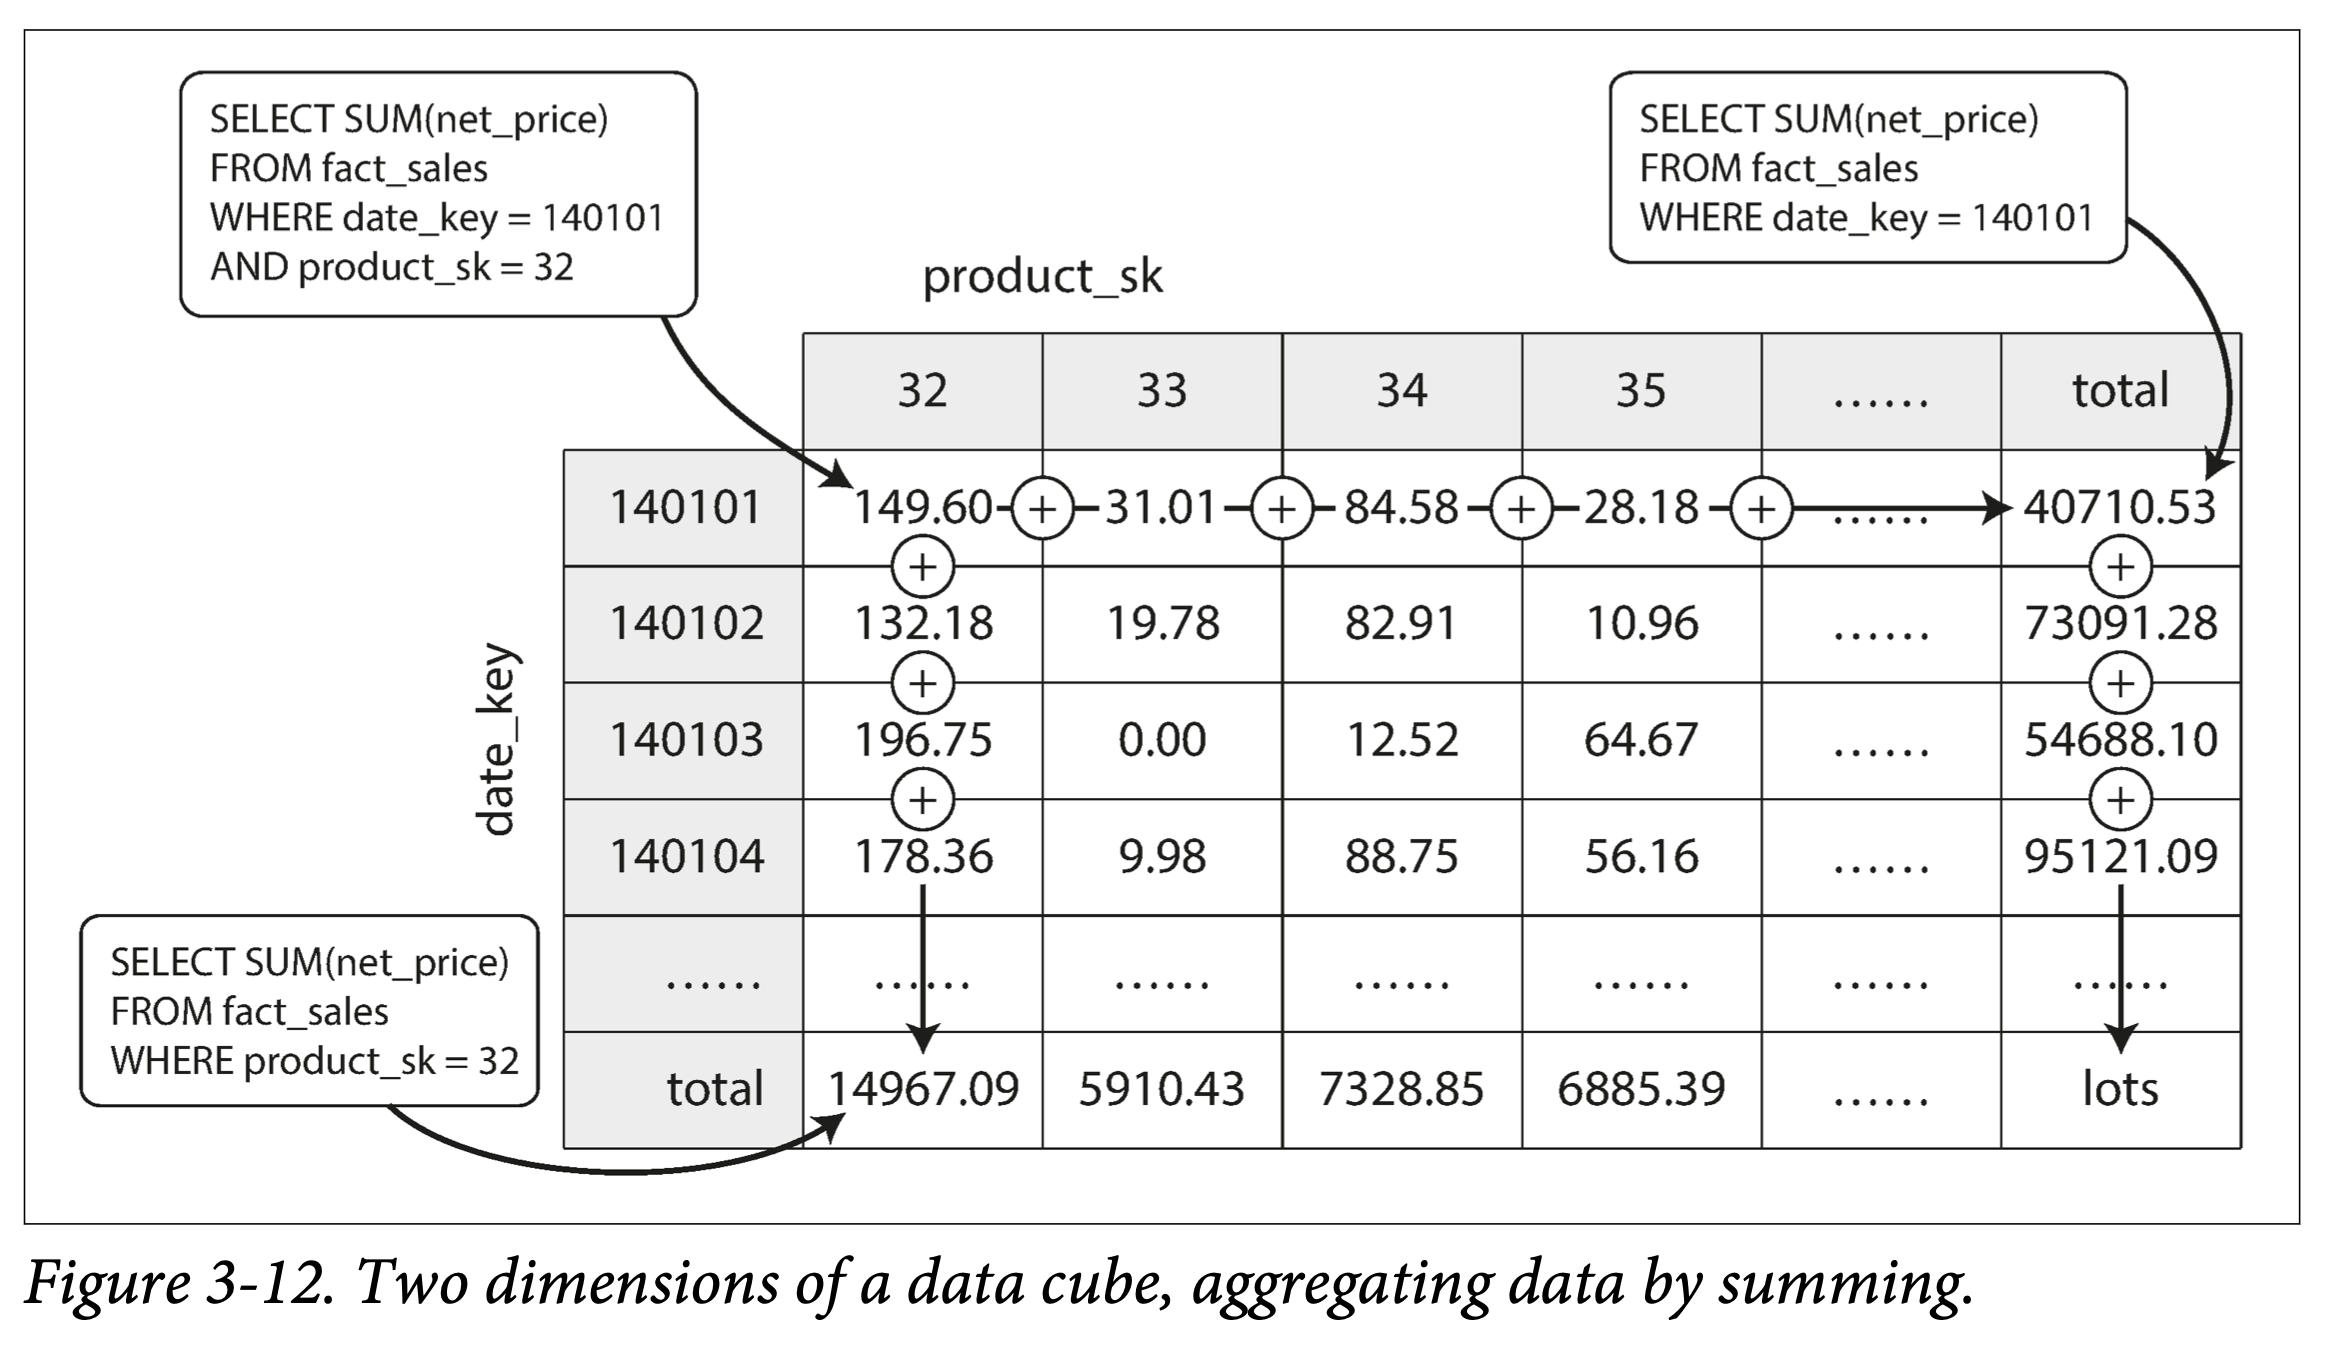 SELECT SUM(net_price)
FROM fact_sales
WHERE date_key = 140101
AND product_sk = 32
SELECT SUM(net_price)
FROM fact_sales
WHERE date_key = 140101
product_sk
32 33 34 35 ...... total
date_key
140101 149.60 + 31.01 + 84.58 + 28.18 + ...... 40710.53
+ +
140102 132.18 19.78 82.91 10.96 ...... 73091.28
+ +
140103 196.75 0.00 12.52 64.67 ...... 54688.10
+ +
140104 178.36 9.98 88.75 56.16 ...... 95121.09
...... ...... ...... ...... ...... ...... ......
total 14967.09 5910.43 7328.85 6885.39 ...... lots
SELECT SUM(net_price)
FROM fact_sales
WHERE product_sk = 32
Figure 3-12. Two dimensions of a data cube, aggregating data by summing.